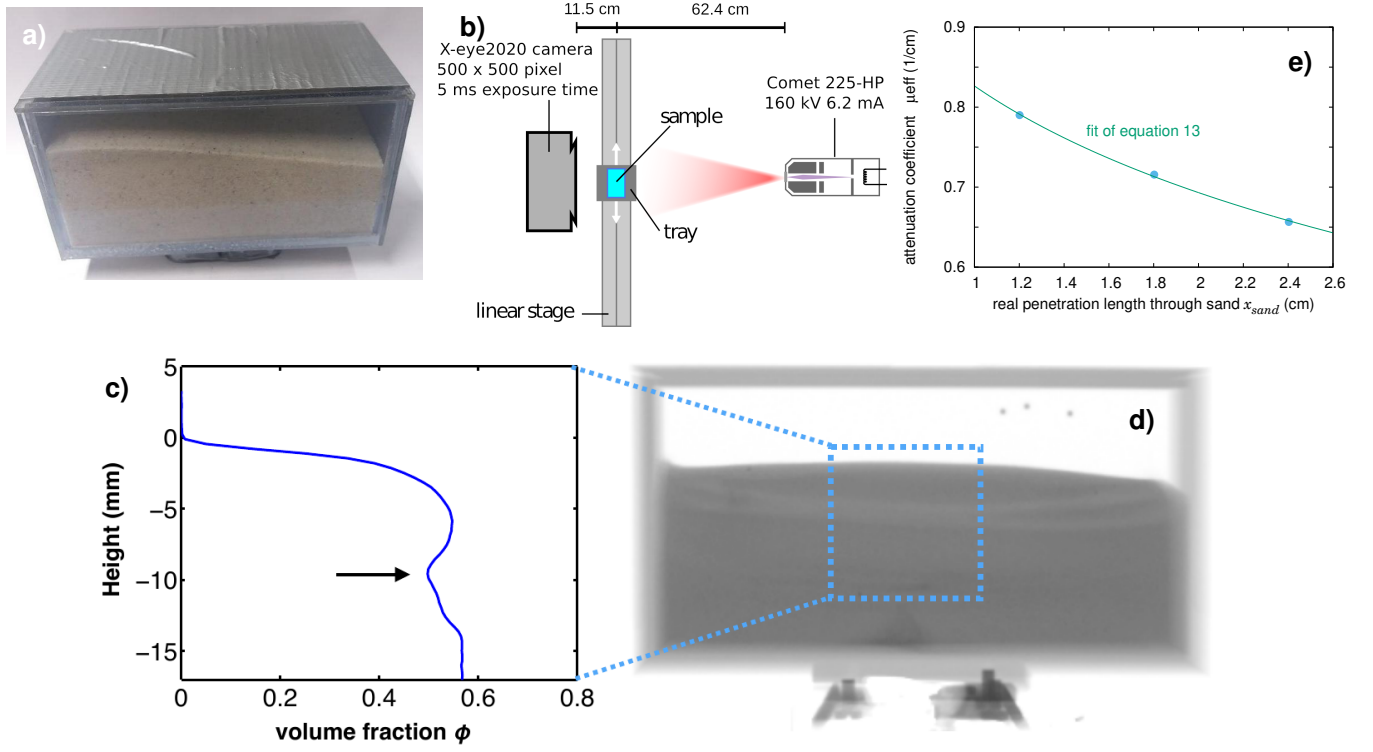 a)
b)
11.5 cm
62.4 cm
X-eye2020 camera
500 x 500 pixel
5 ms exposure time
Comet 225-HP
160 kV 6.2 mA
sample
tray
linear stage
e)
attenuation coefficient μeff (1/cm)
0.9
0.8
0.7
0.6
fit of equation 13
1 1.2 1.4 1.6 1.8 2 2.2 2.4 2.6
real penetration length through sand x_sand (cm)
c)
Height (mm)
5
0
−5
−10
−15
0 0.2 0.4 0.6 0.8
volume fraction ϕ
d)